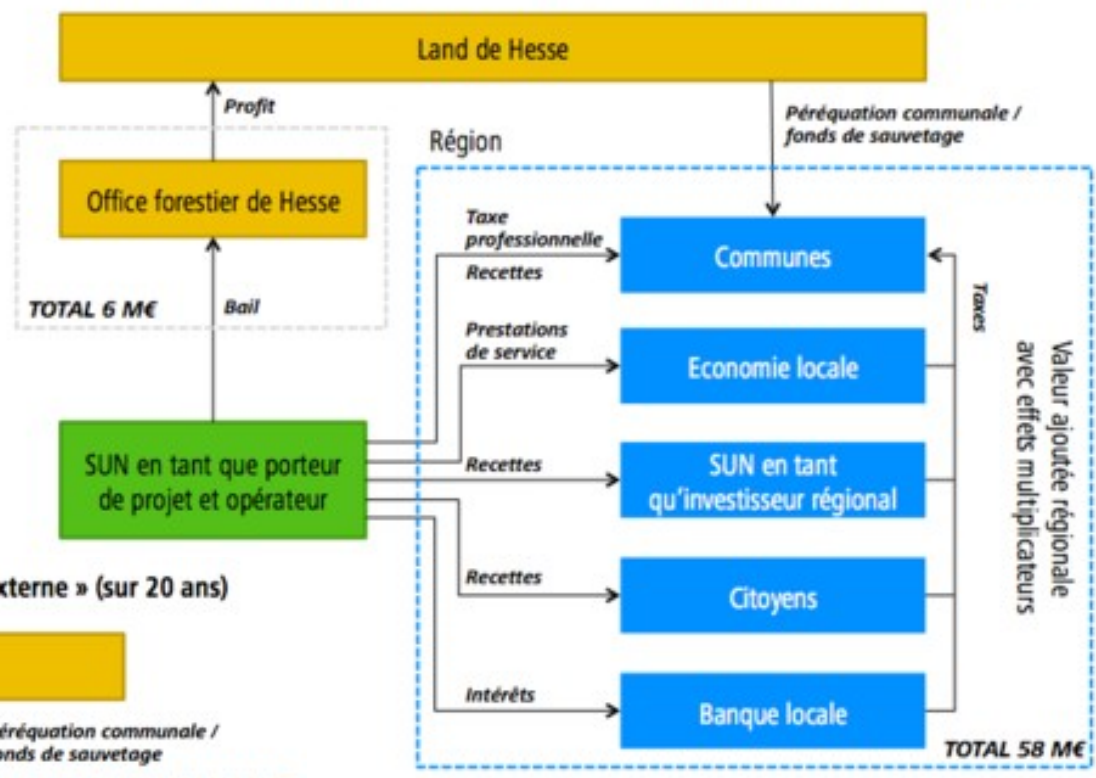 Land de Hesse
Profit
Péréquation communale /
fonds de sauvetage
Région
Office forestier de Hesse
TOTAL 6 M€
Bail
Taxe
professionnelle
Recettes
Communes
Taxes
Prestations
de service
Economie locale
Valeur ajoutée régionale
avec effets multiplicateurs
SUN en tant que porteur
de projet et opérateur
Recettes
SUN en tant
qu'investisseur régional
Recettes
Citoyens
Intérêts
Banque locale
TOTAL 58 M€
xterne » (sur 20 ans)
éréquation communale /
onds de sauvetage